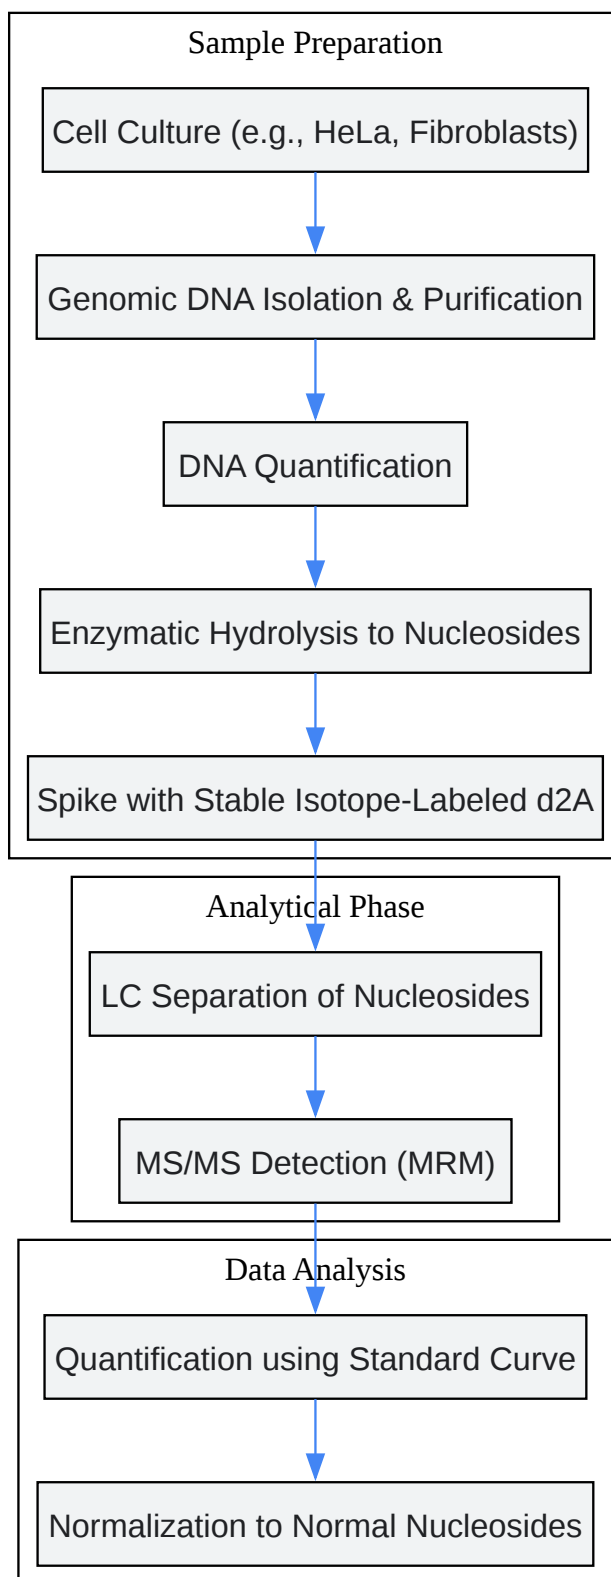 Sample Preparation
Cell Culture (e.g., HeLa, Fibroblasts)
Genomic DNA Isolation & Purification
DNA Quantification
Enzymatic Hydrolysis to Nucleosides
Spike with Stable Isotope-Labeled d2A
Analytical Phase
LC Separation of Nucleosides
MS/MS Detection (MRM)
Data Analysis
Quantification using Standard Curve
Normalization to Normal Nucleosides